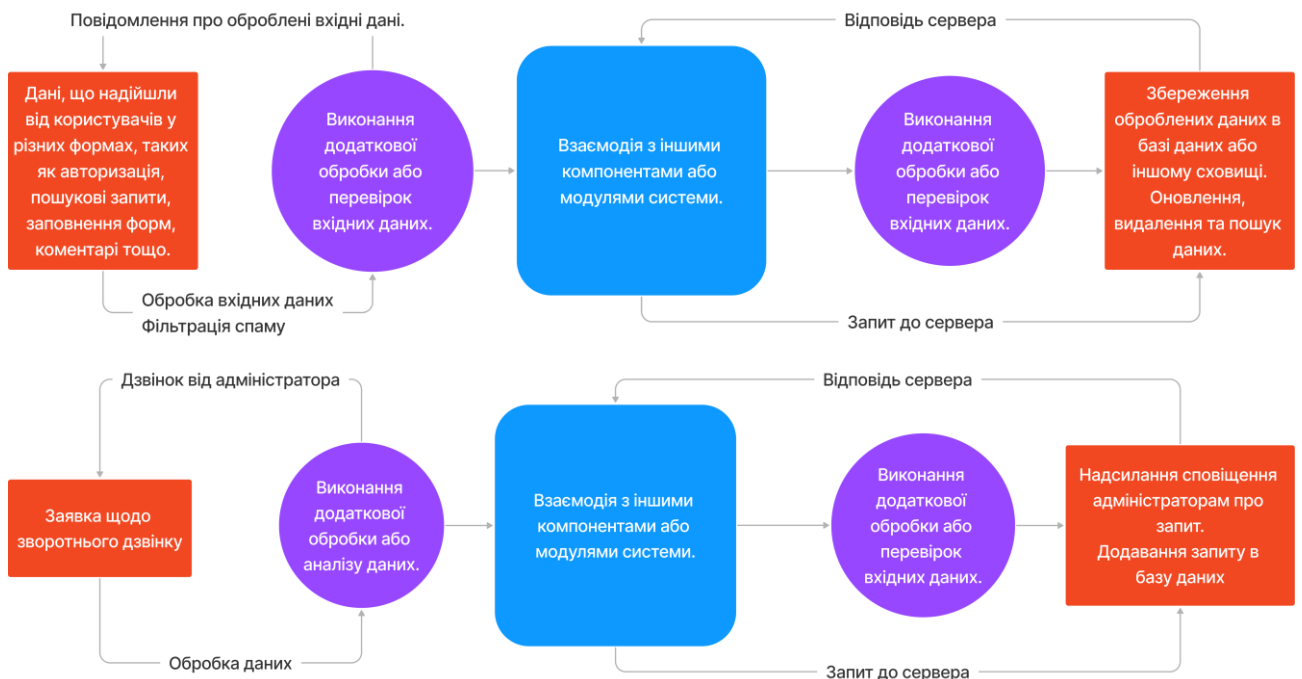 Повідомлення про оброблені вхідні дані.
Відповідь сервера
Дані, що надійшли
від користувачів у
різних формах, таких
як авторизація,
пошукові запити,
заповнення форм,
коментарі тощо.
Виконання
додаткової
обробки або
перевірок
вхідних даних.
Взаємодія з іншими
компонентами або
модулями системи.
Виконання
додаткової
обробки або
перевірок
вхідних даних.
Збереження
оброблених даних в
базі даних або
іншому сховищі.
Оновлення,
видалення та пошук
даних.
Обробка вхідних даних
Фільтрація спаму
Запит до сервера
Дзвінок від адміністратора
Відповідь сервера
Заявка щодо
зворотнього дзвінку
Виконання
додаткової
обробки або
аналізу даних.
Взаємодія з іншими
компонентами або
модулями системи.
Виконання
додаткової
обробки або
перевірок
вхідних даних.
Надсилання сповіщення
адміністраторам про
запит.
Додавання запиту в
базу даних
Обробка даних
Запит до сервера